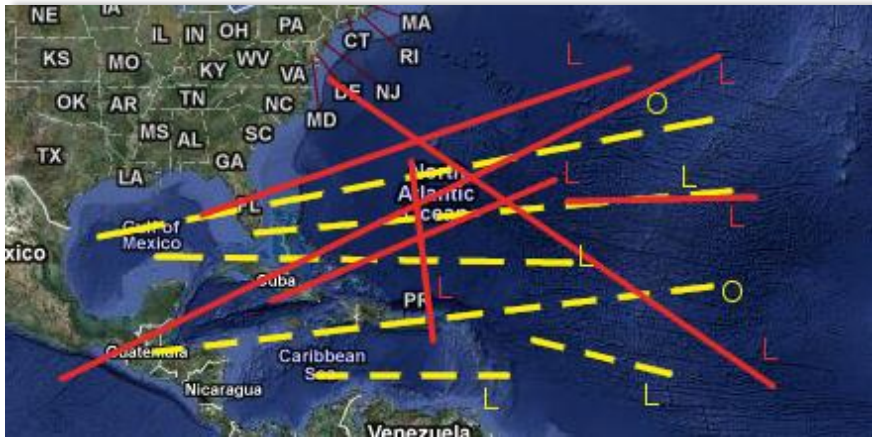 NE
IA
IL
IN
OH
PA
MA
CT
RI
KS
MO
KY
WV
VA
DE
NJ
MD
OK
AR
TN
NC
MS
AL
SC
TX
LA
GA
FL
Gulf of
Mexico
xico
Cuba
PR
Guatemala
Caribbean
Sea
Nicaragua
Venezuela
North
Atlantic
Ocean
L
L
O
L
L
L
L
L
O
L
L
L